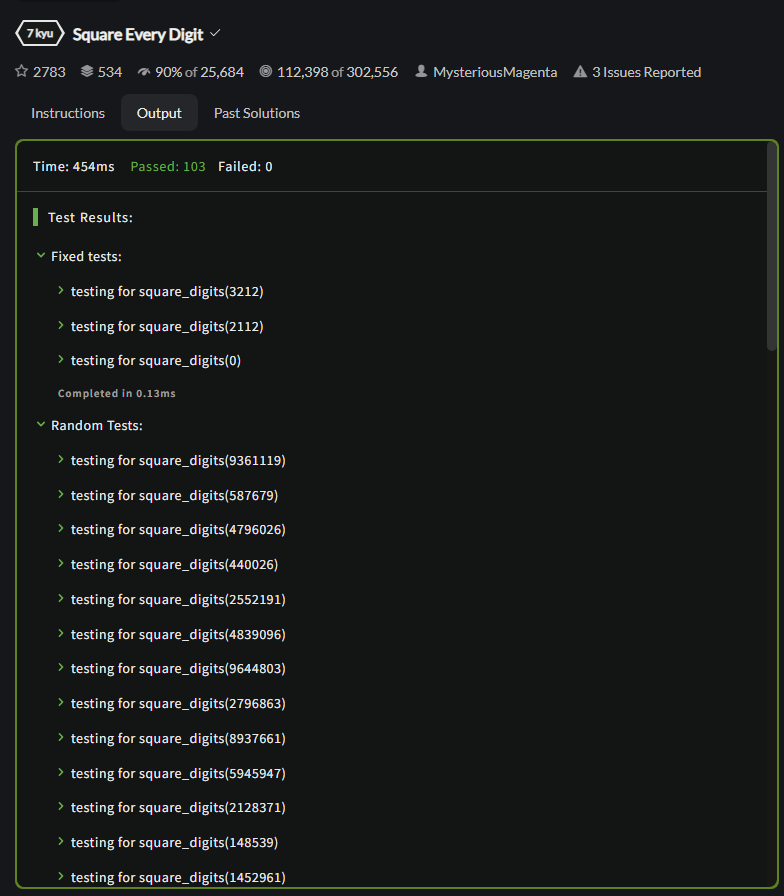 7 kyu Square Every Digit
2783 534 90% of 25,684 112,398 of 302,556 MysteriousMagenta 3 Issues Reported
Instructions Output Past Solutions
Time: 454ms Passed: 103 Failed: 0
Test Results:
Fixed tests:
testing for square_digits(3212)
testing for square_digits(2112)
testing for square_digits(0)
Completed in 0.13ms
Random Tests:
testing for square_digits(9361119)
testing for square_digits(587679)
testing for square_digits(4796026)
testing for square_digits(440026)
testing for square_digits(2552191)
testing for square_digits(4839096)
testing for square_digits(9644803)
testing for square_digits(2796863)
testing for square_digits(8937661)
testing for square_digits(5945947)
testing for square_digits(2128371)
testing for square_digits(148539)
testing for square_digits(1452961)